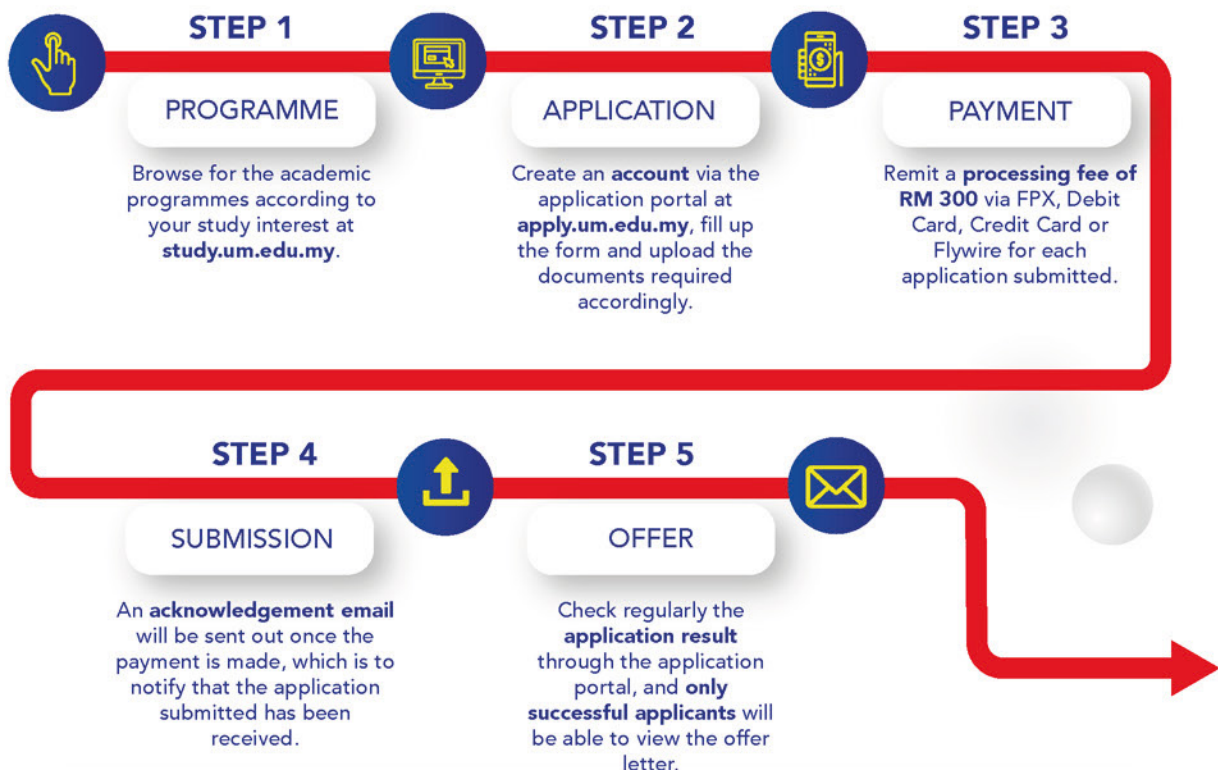 STEP 1
PROGRAMME
Browse for the academic
programmes according to
your study interest at
study.um.edu.my.
STEP 2
APPLICATION
Create an account via the
application portal at
apply.um.edu.my, fill up
the form and upload the
documents required
accordingly.
STEP 3
PAYMENT
Remit a processing fee of
RM 300 via FPX, Debit
Card, Credit Card or
Flywire for each
application submitted.
STEP 4
SUBMISSION
An acknowledgement email
will be sent out once the
payment is made, which is to
notify that the application
submitted has been
received.
STEP 5
OFFER
Check regularly the
application result
through the application
portal, and only
successful applicants will
be able to view the offer
letter.